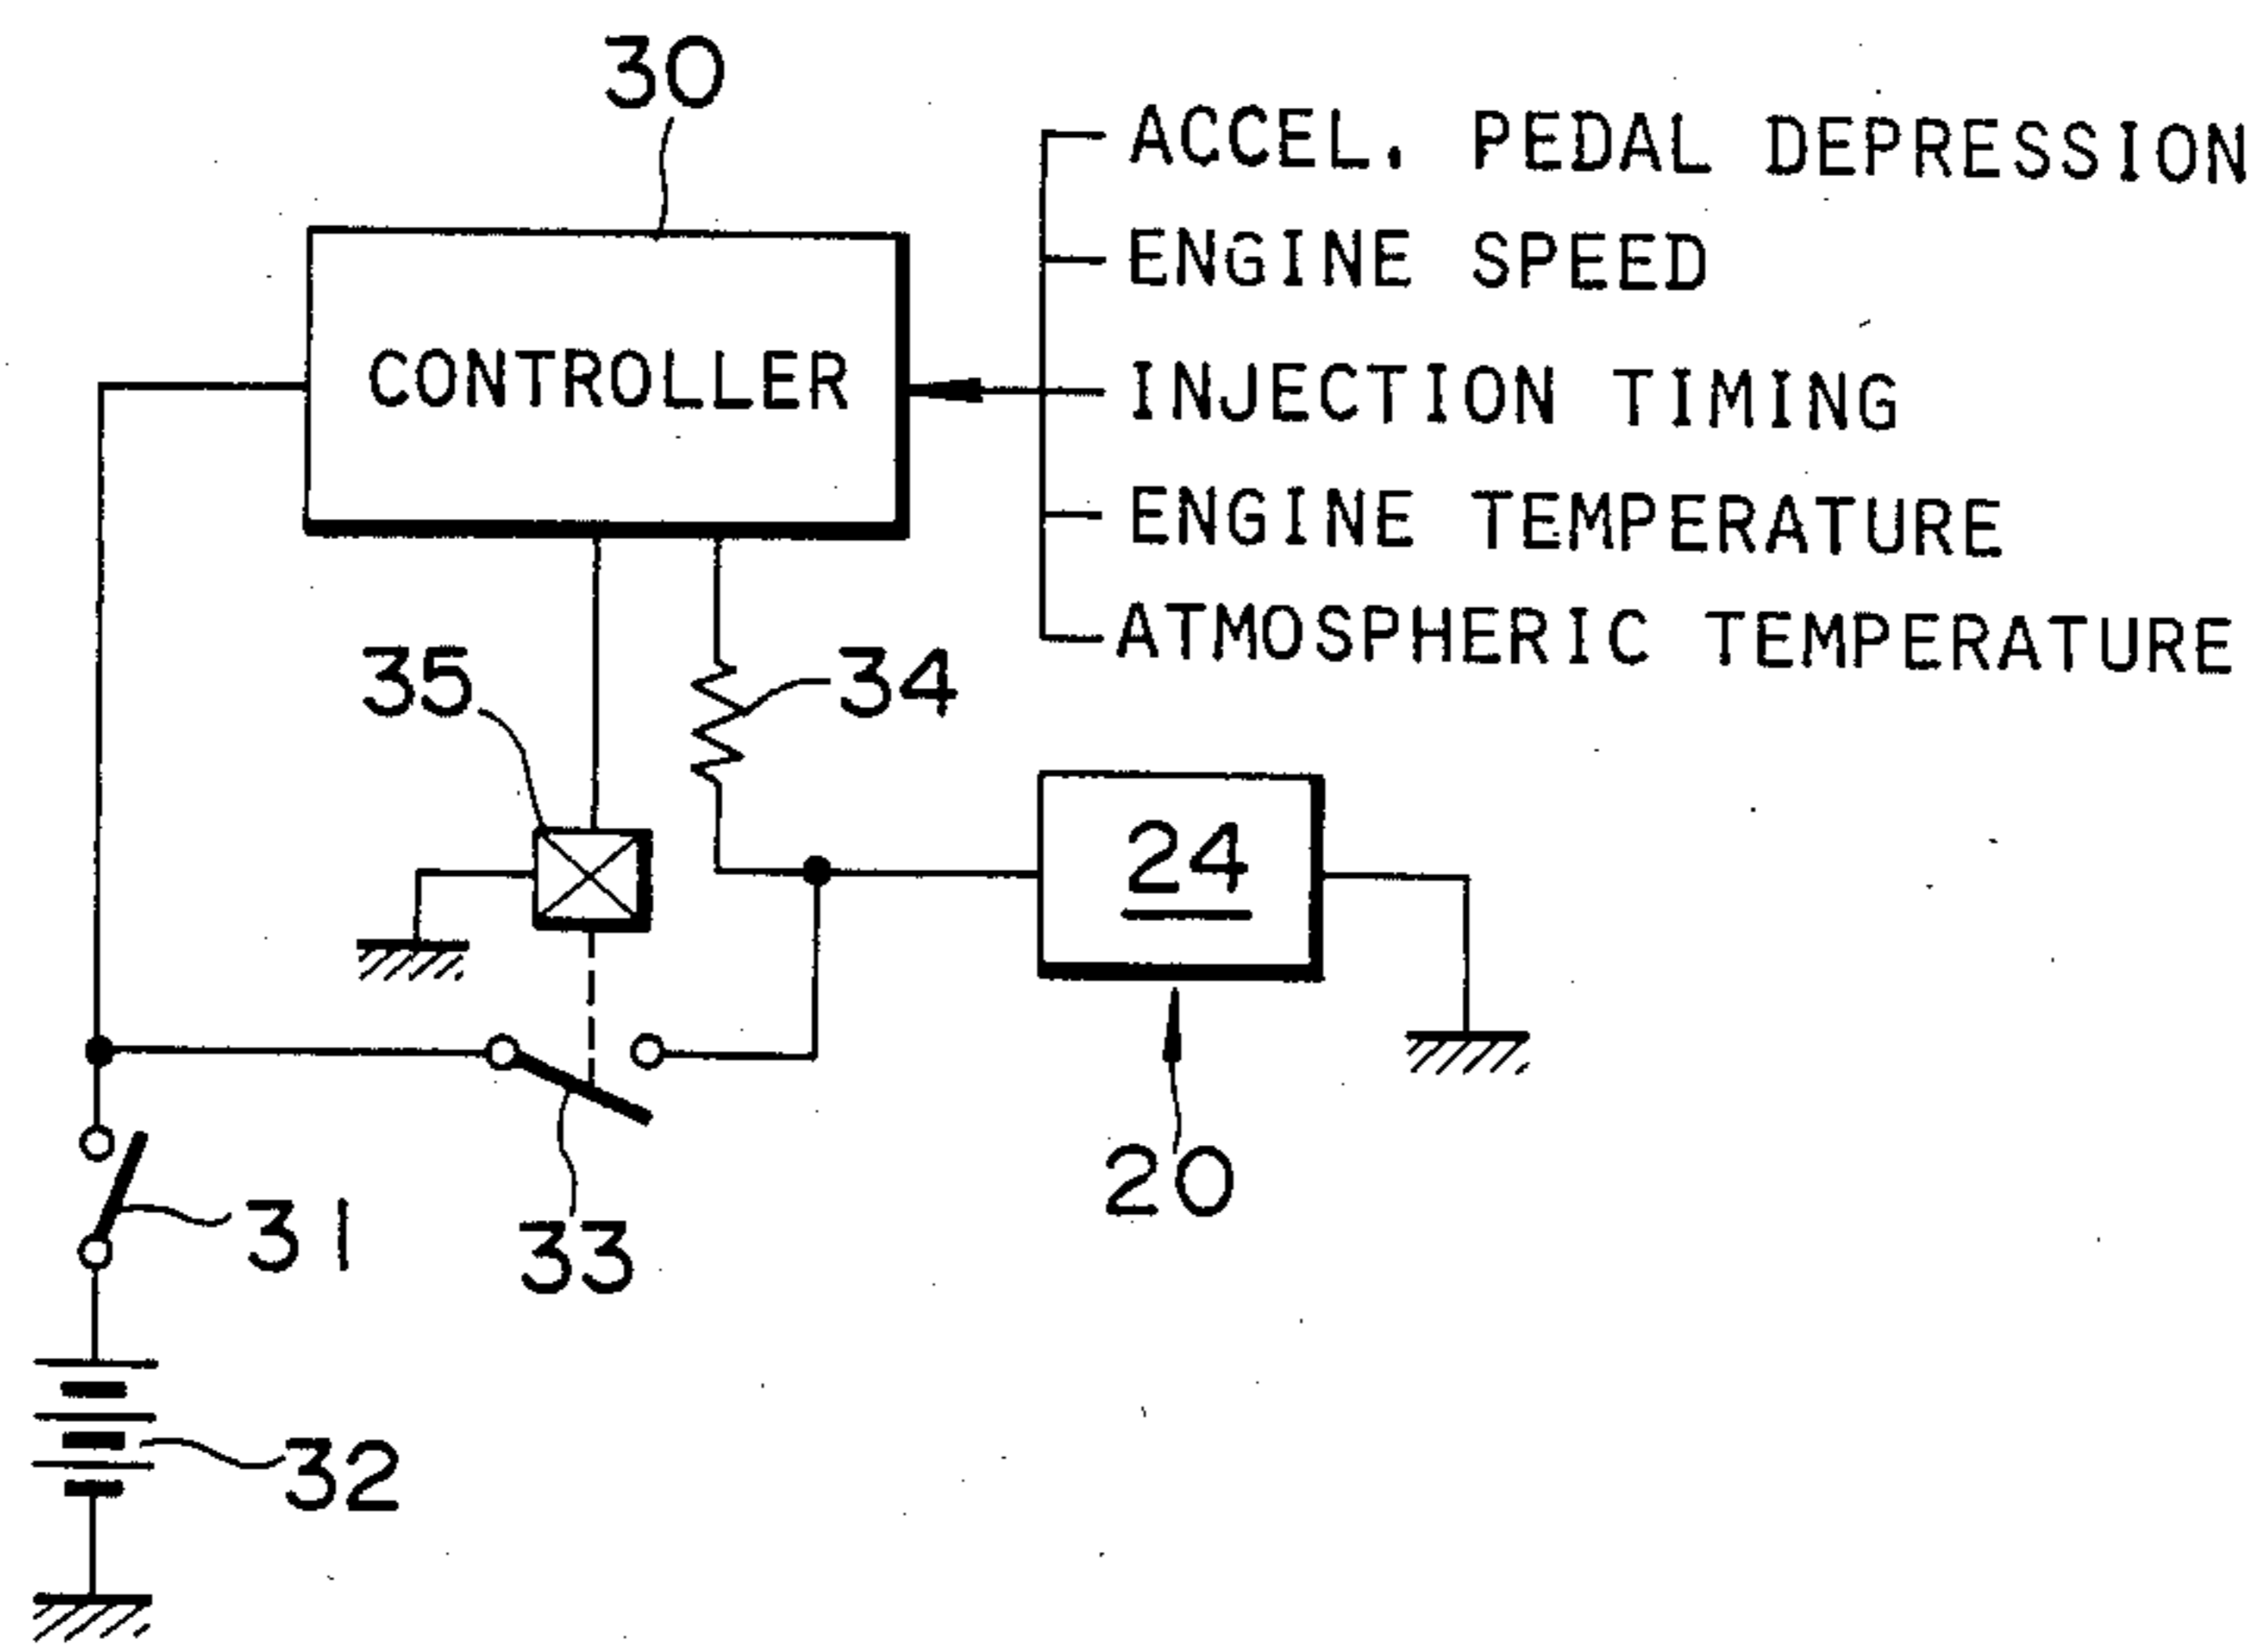 30
ACCEL. PEDAL DEPRESSION
ENGINE SPEED
CONTROLLER
INJECTION TIMING
ENGINE TEMPERATURE
ATMOSPHERIC TEMPERATURE
35
34
24
20
31
33
32